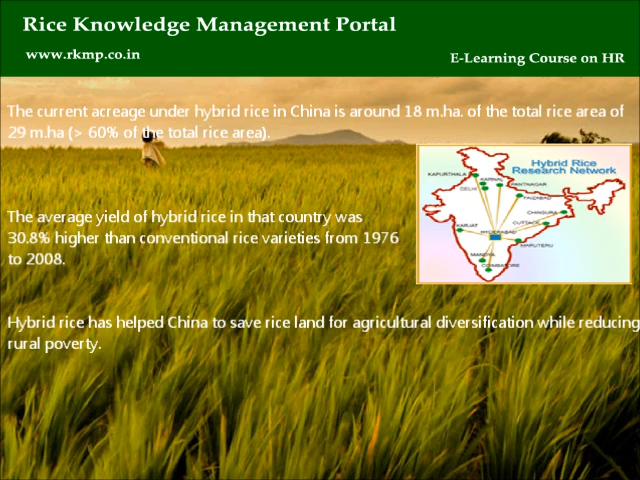 Rice Knowledge Management Portal
www.rkmp.co.in
E-Learning Course on HR
The current acreage under hybrid rice in China is around 18 m.ha. of the total rice area of
29 m.ha (> 60% of the total rice area).
Hybrid Rice
Research Network
KAPURTHALA
KARNAL
DELHI
PANTNAGAR
FAIZABAD
CHINSURA
CUTTACK
KARJAT
HYDERABAD
MARUTERU
MANDYA
COIMBATORE
The average yield of hybrid rice in that country was
30.8% higher than conventional rice varieties from 1976
to 2008.
Hybrid rice has helped China to save rice land for agricultural diversification while reducing
rural poverty.